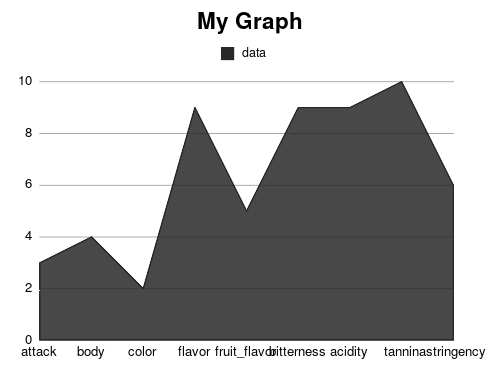 My Graph
data
10
8
6
4
2
0
attack body color flavor fruit_flavor bitterness acidity tannin astringency